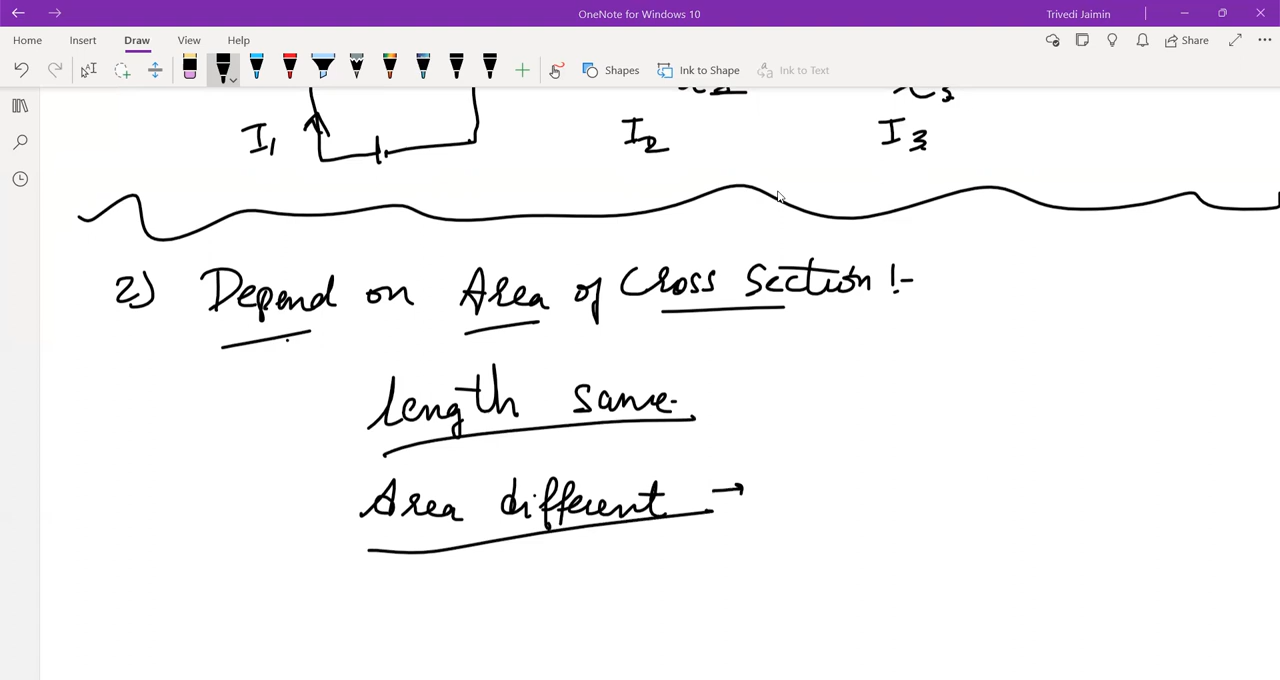 OneNote for Windows 10
Trivedi Jaimin
Home Insert Draw View Help
Share
Shapes Ink to Shape Ink to Text
I1 I2 I3
2) Depend on Area of Cross Section :-
length same.
Area different →